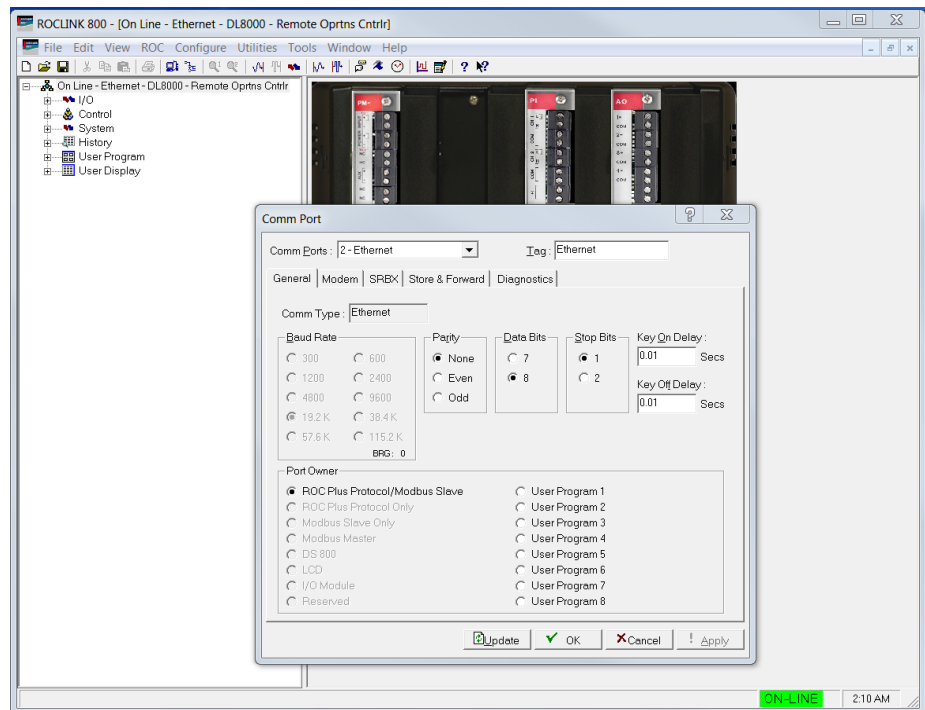 ROCLINK 800 - [On Line - Ethernet - DL8000 - Remote Oprtns Cntrlr]
File Edit View ROC Configure Utilities Tools Window Help
On Line - Ethernet - DL8000 - Remote Oprtns Cntrlr
I/O
Control
System
History
User Program
User Display
PM- PI AO
Comm Port
Comm Ports : 2 - Ethernet Tag : Ethernet
General Modem SRBX Store & Forward Diagnostics
Comm Type : Ethernet
Baud Rate Parity Data Bits Stop Bits Key On Delay :
300 600 None 7 1 0.01 Secs
1200 2400 Even 8 2 Key Off Delay :
4800 9600 Odd 0.01 Secs
19.2 K 38.4 K
57.6 K 115.2 K
BRG : 0
Port Owner
ROC Plus Protocol/Modbus Slave User Program 1
ROC Plus Protocol Only User Program 2
Modbus Slave Only User Program 3
Modbus Master User Program 4
DS 800 User Program 5
LCD User Program 6
I/O Module User Program 7
Reserved User Program 8
Update OK Cancel Apply
ON-LINE 2:10 AM